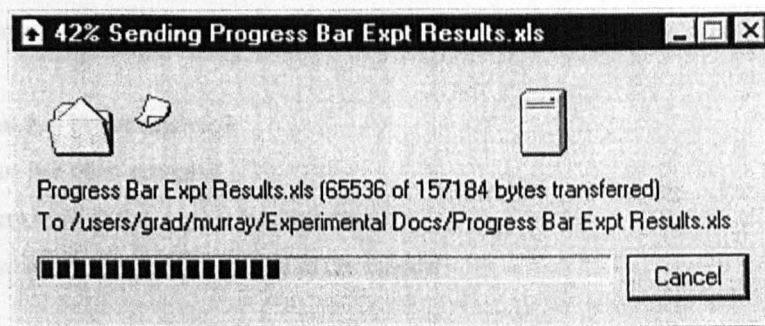 42% Sending Progress Bar Expt Results.xls
Progress Bar Expt Results.xls (65536 of 157184 bytes transferred)
To /users/grad/murray/Experimental Docs/Progress Bar Expt Results.xls
Cancel